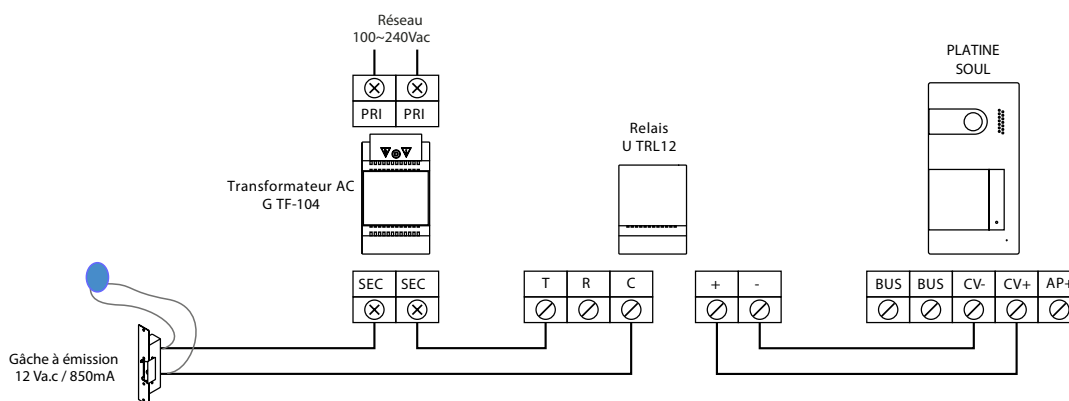 Réseau
100~240Vac
PRI PRI
Transformateur AC
G TF-104
Relais
U TRL12
PLATINE
SOUL
SEC SEC
T R C
+ -
BUS BUS CV- CV+ AP+
Gâche à émission
12 Va.c / 850mA